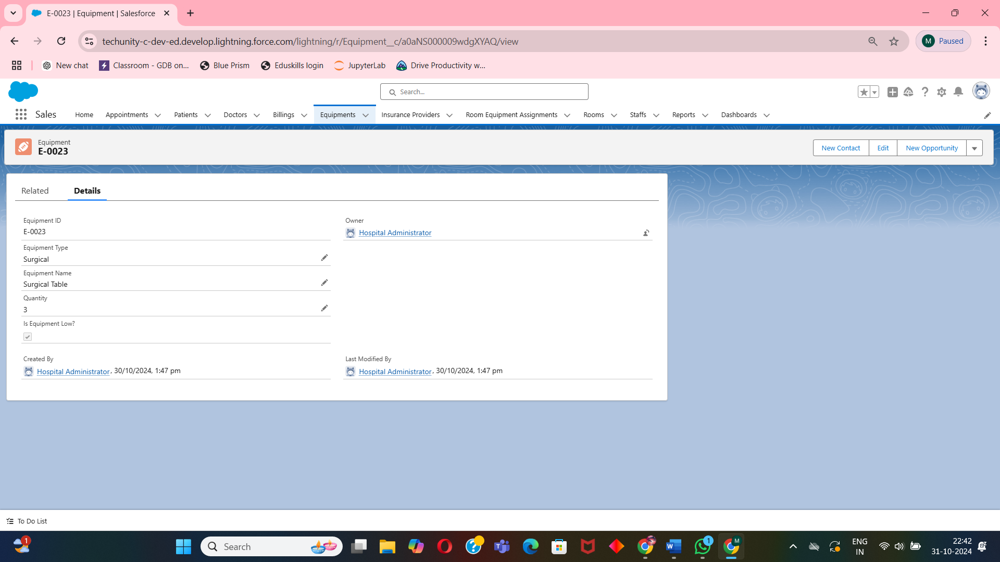 E-0023 | Equipment | Salesforce
techunity-c-dev-ed.develop.lightning.force.com/lightning/r/Equipment__c/a0aNS000009wdgXYAQ/view
M Paused
New chat Classroom - GDB on... Blue Prism Eduskills login JupyterLab Drive Productivity w...
Search...
Sales Home Appointments Patients Doctors Billings Equipments Insurance Providers Room Equipment Assignments Rooms Staffs Reports Dashboards
Equipment
E-0023
New Contact Edit New Opportunity
Related Details
Equipment ID
E-0023
Owner
Hospital Administrator
Equipment Type
Surgical
Equipment Name
Surgical Table
Quantity
3
Is Equipment Low?
Created By
Hospital Administrator, 30/10/2024, 1:47 pm
Last Modified By
Hospital Administrator, 30/10/2024, 1:47 pm
To Do List
1
Search
W
1
M
ENG
IN
22:42
31-10-2024